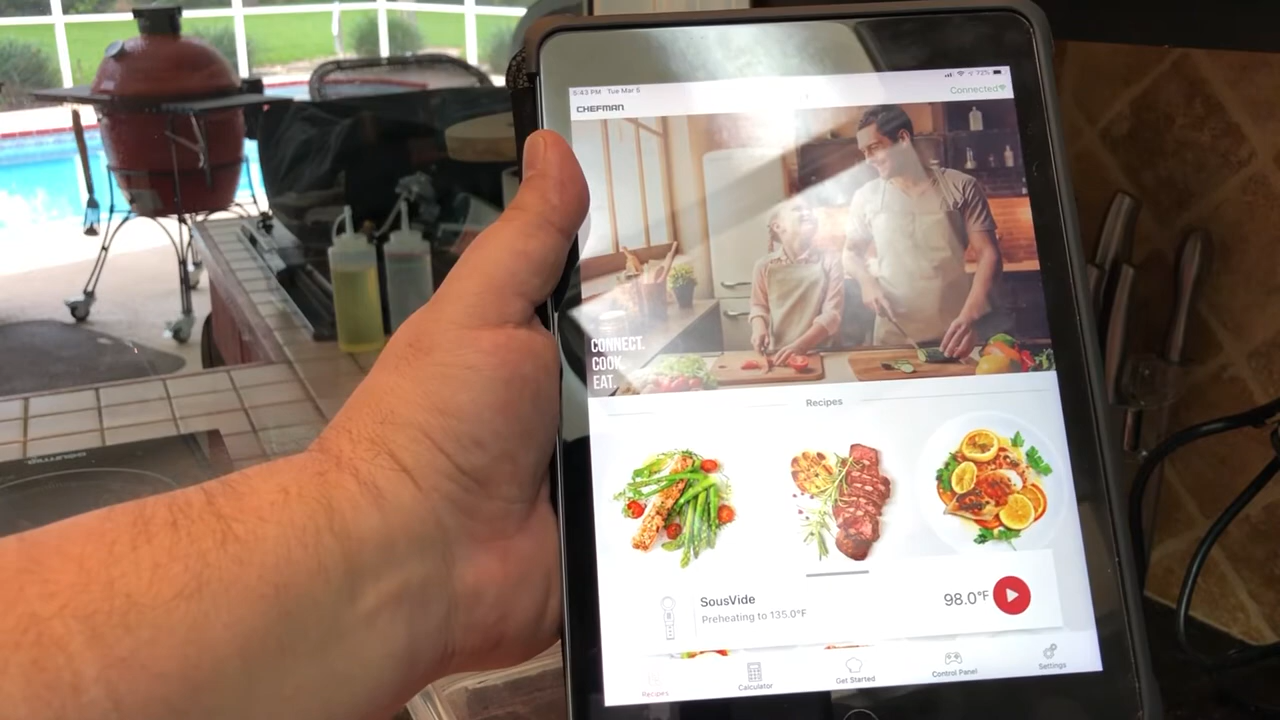 5:43 PM Tue Mar 5
73%
CHEFMAN
Connected
CONNECT.
COOK.
EAT.
Recipes
SousVide
Preheating to 135.0°F
98.0°F
Recipes
Calculator
Get Started
Control Panel
Settings